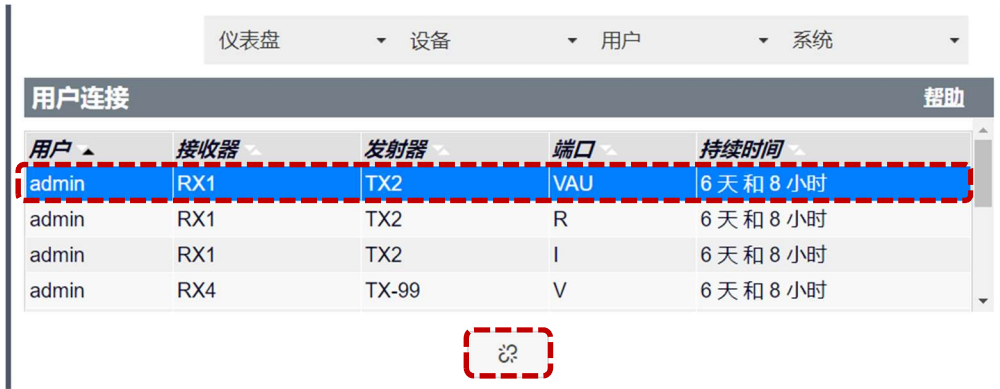 仪表盘 设备 用户 系统
用户连接 帮助
用户 接收器 发射器 端口 持续时间
admin RX1 TX2 VAU 6 天 和 8 小时
admin RX1 TX2 R 6 天 和 8 小时
admin RX1 TX2 I 6 天 和 8 小时
admin RX4 TX-99 V 6 天 和 8 小时